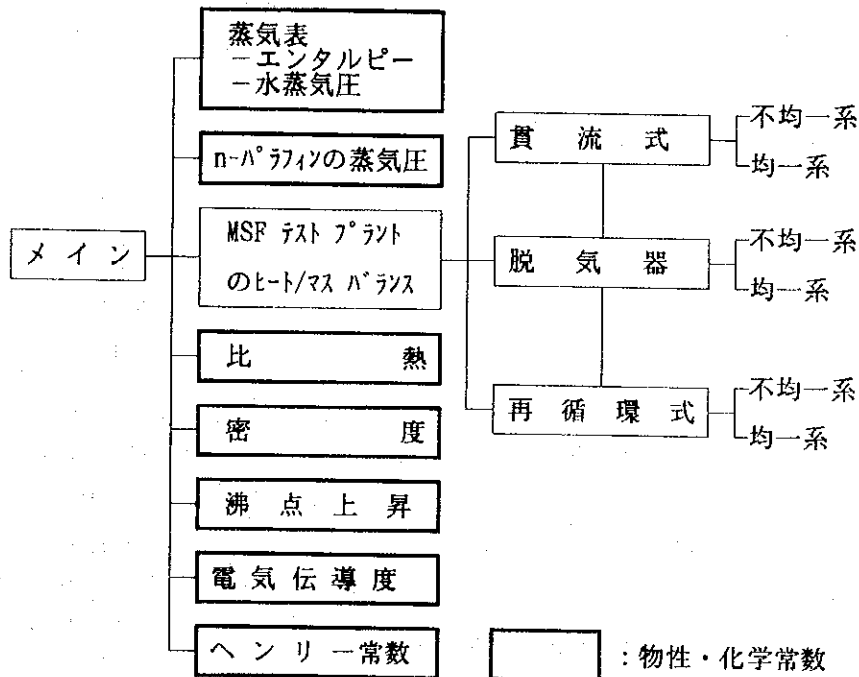 蒸気表
－エンタルピー
－水蒸気圧
n-パラフィンの蒸気圧
メイン
MSF テスト プラント
のヒート/マス バランス
比熱
密度
沸点上昇
電気伝導度
ヘンリー常数
貫流式
不均一系
均一系
脱気器
不均一系
均一系
再循環式
不均一系
均一系
：物性・化学常数